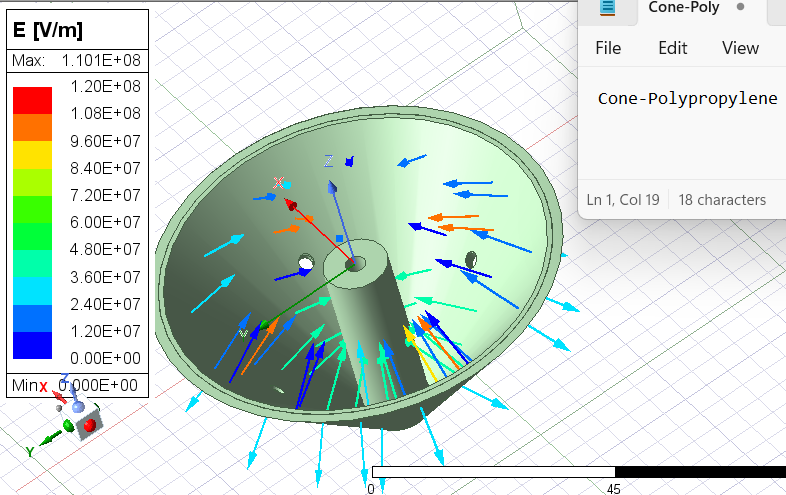 E [V/m]
Max: 1.101E+08
1.20E+08
1.08E+08
9.60E+07
8.40E+07
7.20E+07
6.00E+07
4.80E+07
3.60E+07
2.40E+07
1.20E+07
0.00E+00
Min: 0.000E+00
X
Z
Y
X
Z
Y
0
45
Cone-Poly
File Edit View
Cone-Polypropylene
Ln 1, Col 19 18 characters